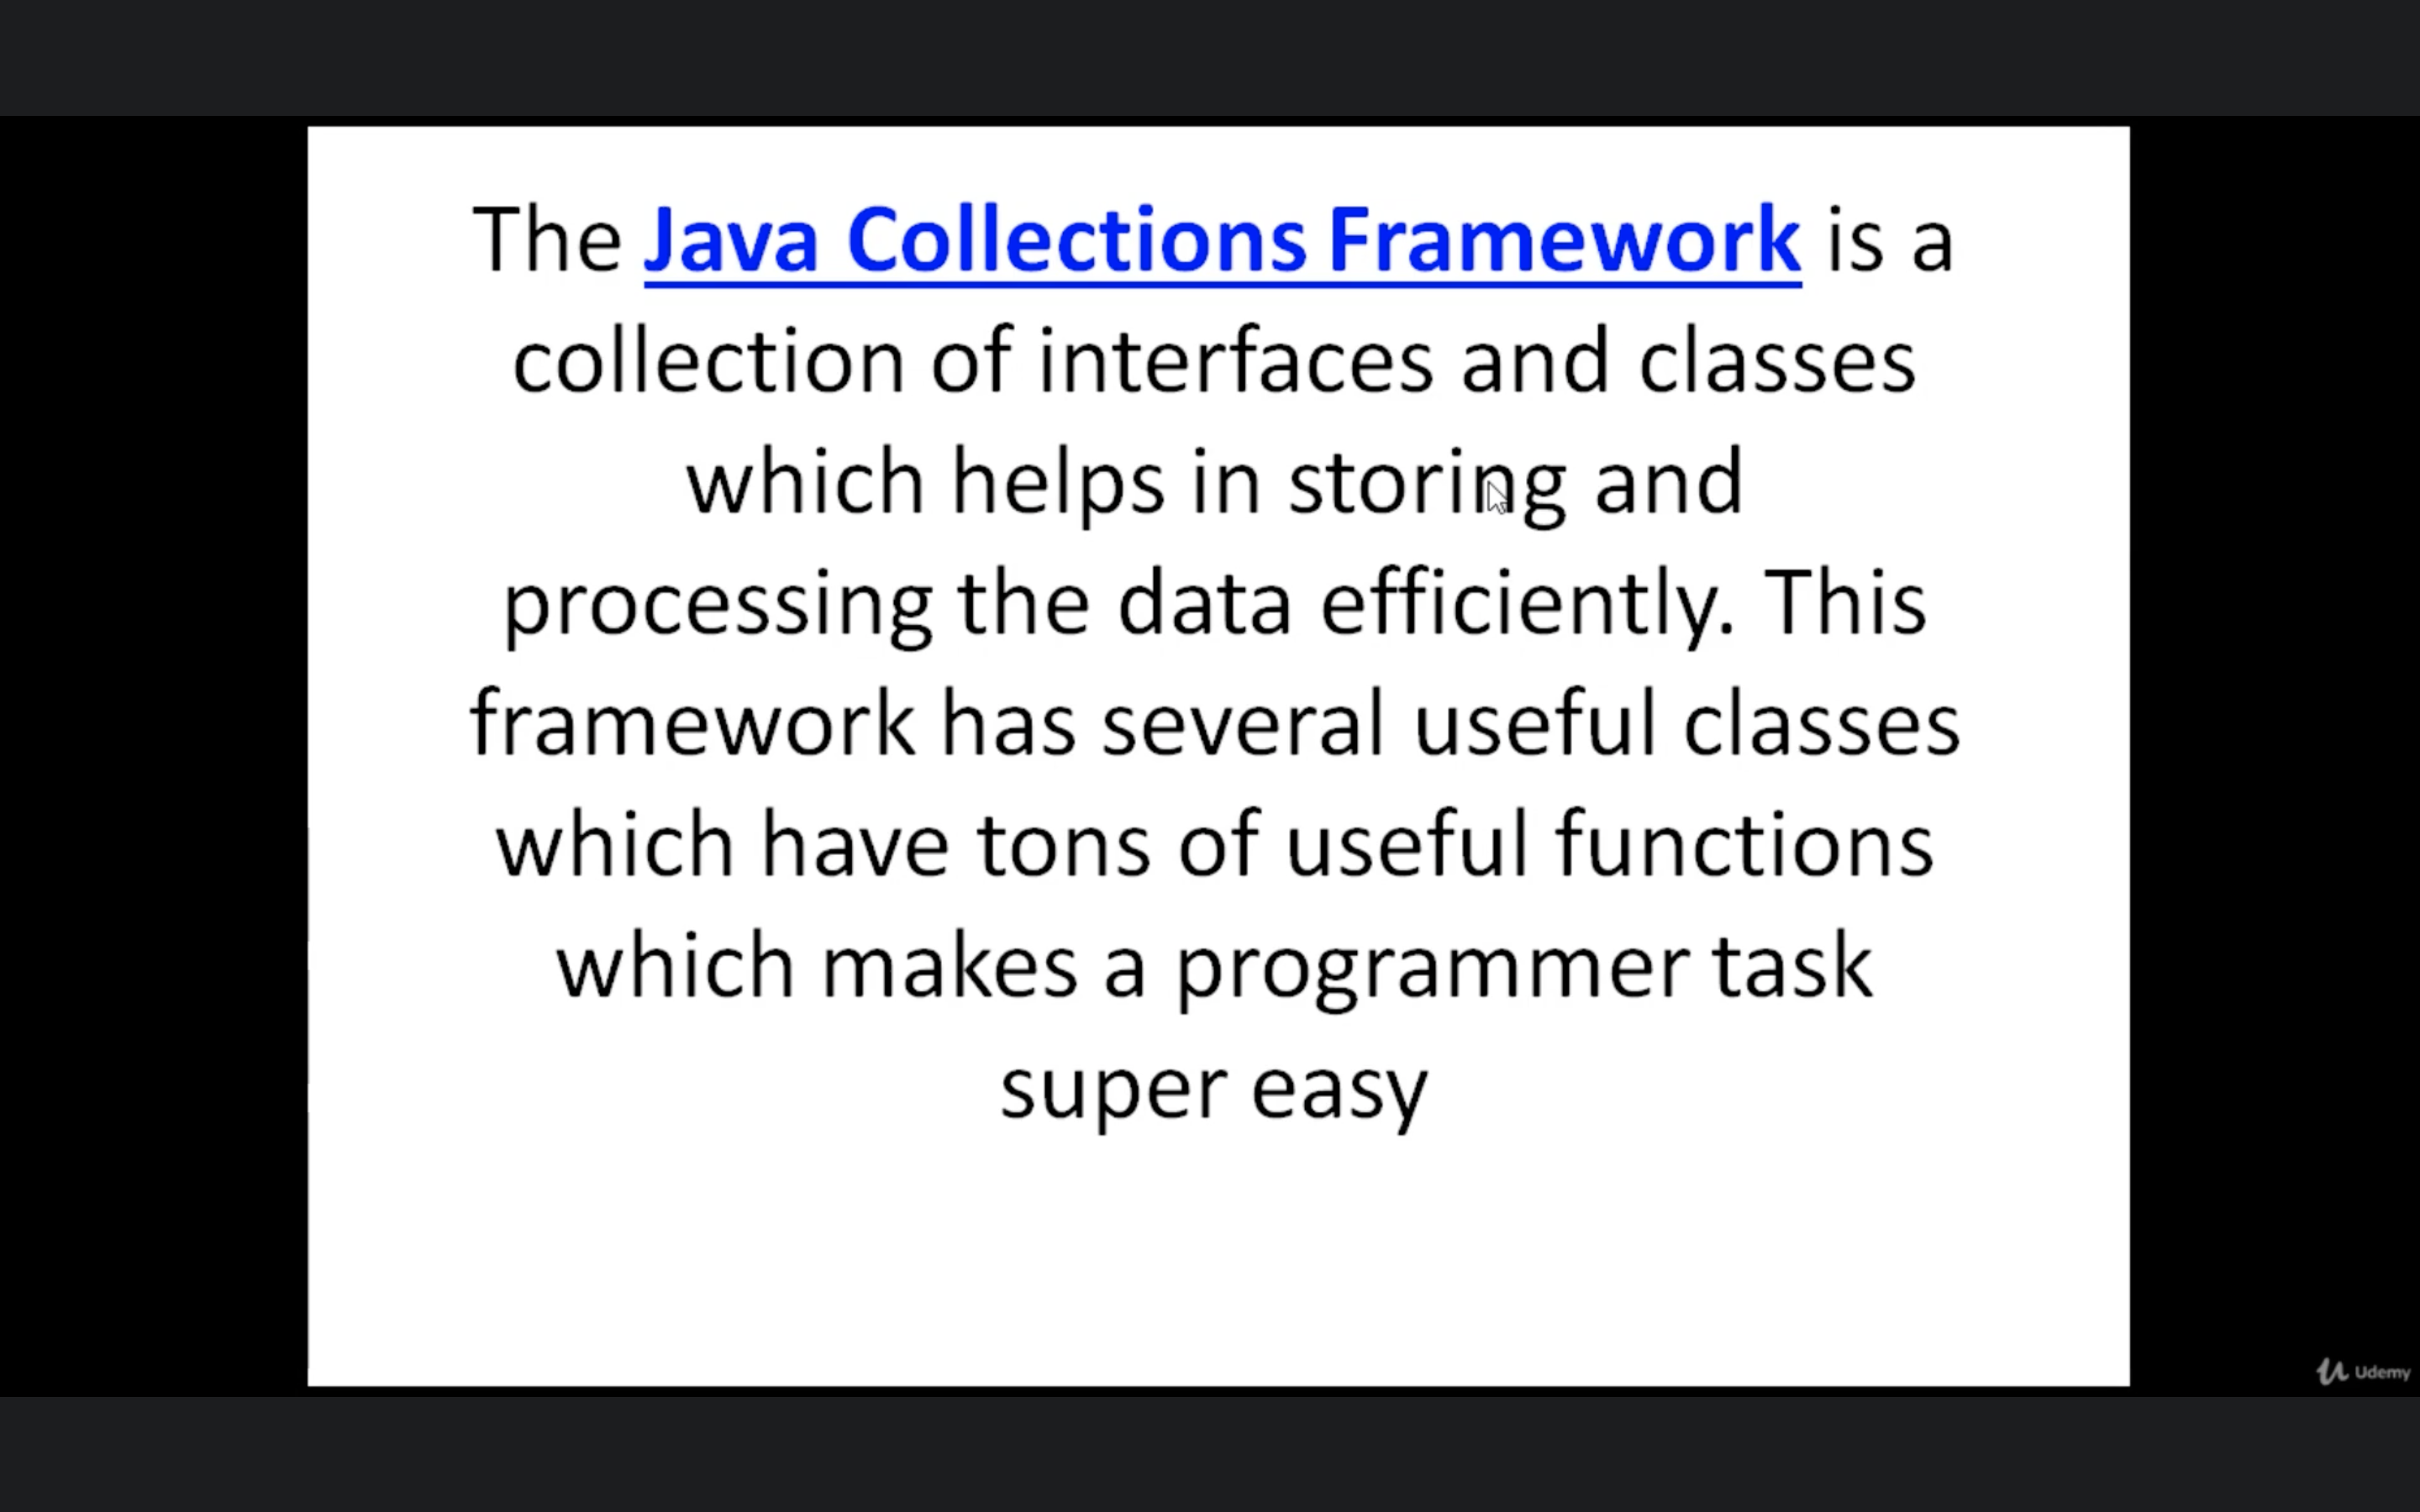 The Java Collections Framework is a
collection of interfaces and classes
which helps in storing and
processing the data efficiently. This
framework has several useful classes
which have tons of useful functions
which makes a programmer task
super easy
Udemy